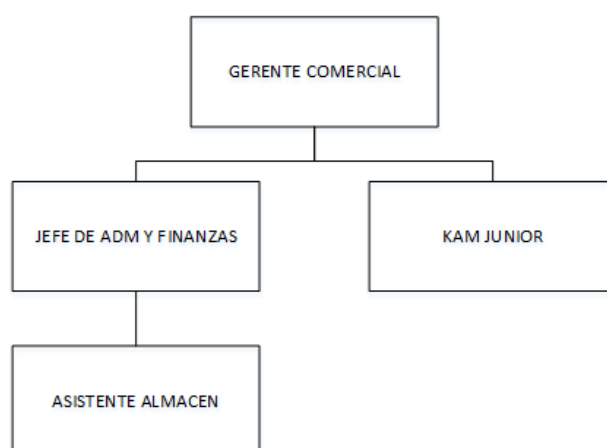 GERENTE COMERCIAL
JEFE DE ADM Y FINANZAS
KAM JUNIOR
ASISTENTE ALMACEN